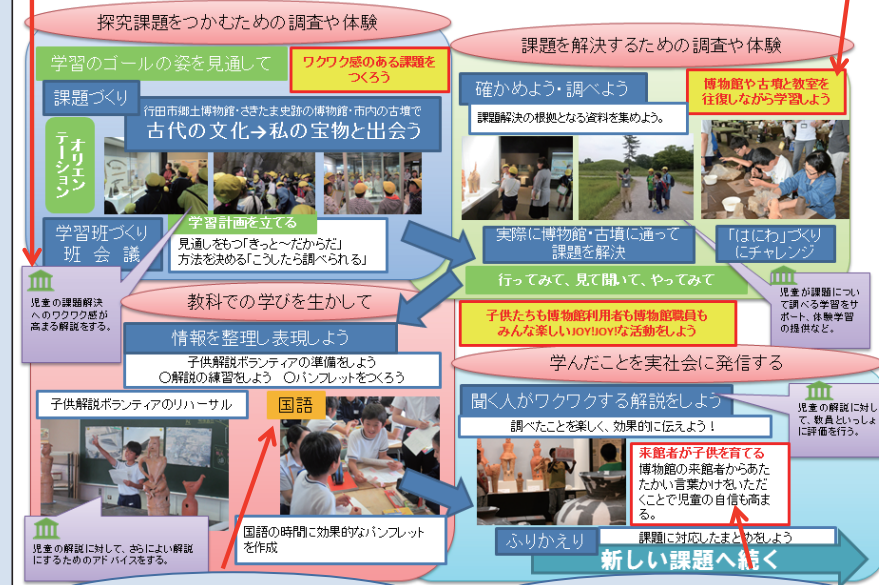 探究課題をつかむための調査や体験
学習のゴールの姿を見通して
ワクワク感のある課題を
つくろう
課題づくり
行田市郷土博物館・さきたま史跡の博物館・市内の古墳で
古代の文化→私の宝物と出会う
オリエン
テーション
学習班づくり
班 会 議
学習計画を立てる
見通しをもつ「きっと～だからだ」
方法を決める「こうしたら調べられる」
児童の課題解決
へのワクワク感が
高まる解説をする。
課題を解決するための調査や体験
確かめよう・調べよう
課題解決の根拠となる資料を集めよう。
博物館や古墳と教室を
往復しながら学習しよう
実際に博物館・古墳に通って
課題を解決
「はにわ」づくり
にチャレンジ
行ってみて、見て聞いて、やってみて
児童が課題につい
て調べる学習をサ
ポート、体験学習
の提供など。
子供たちも博物館利用者も博物館職員も
みんな楽しいJOY!JOY!な活動をしよう
教科での学びを生かして
情報を整理し表現しよう
子供解説ボランティアの準備をしよう
〇解説の練習をしよう　〇パンフレットをつくろう
子供解説ボランティアのリハーサル
国語
国語の時間に効果的なパンフレット
を作成
児童の解説に対して、さらによい解説
にするためのアドバイスをする。
学んだことを実社会に発信する
聞く人がワクワクする解説をしよう
調べたことを楽しく、効果的に伝えよう！
児童の解説に対し
て、教員といっしょ
に評価を行う。
来館者が子供を育てる
博物館の来館者からあた
たかい言葉かけをいただ
くことで児童の自信も高ま
る。
ふりかえり
課題に対応したまとめをしよう
新しい課題へ続く